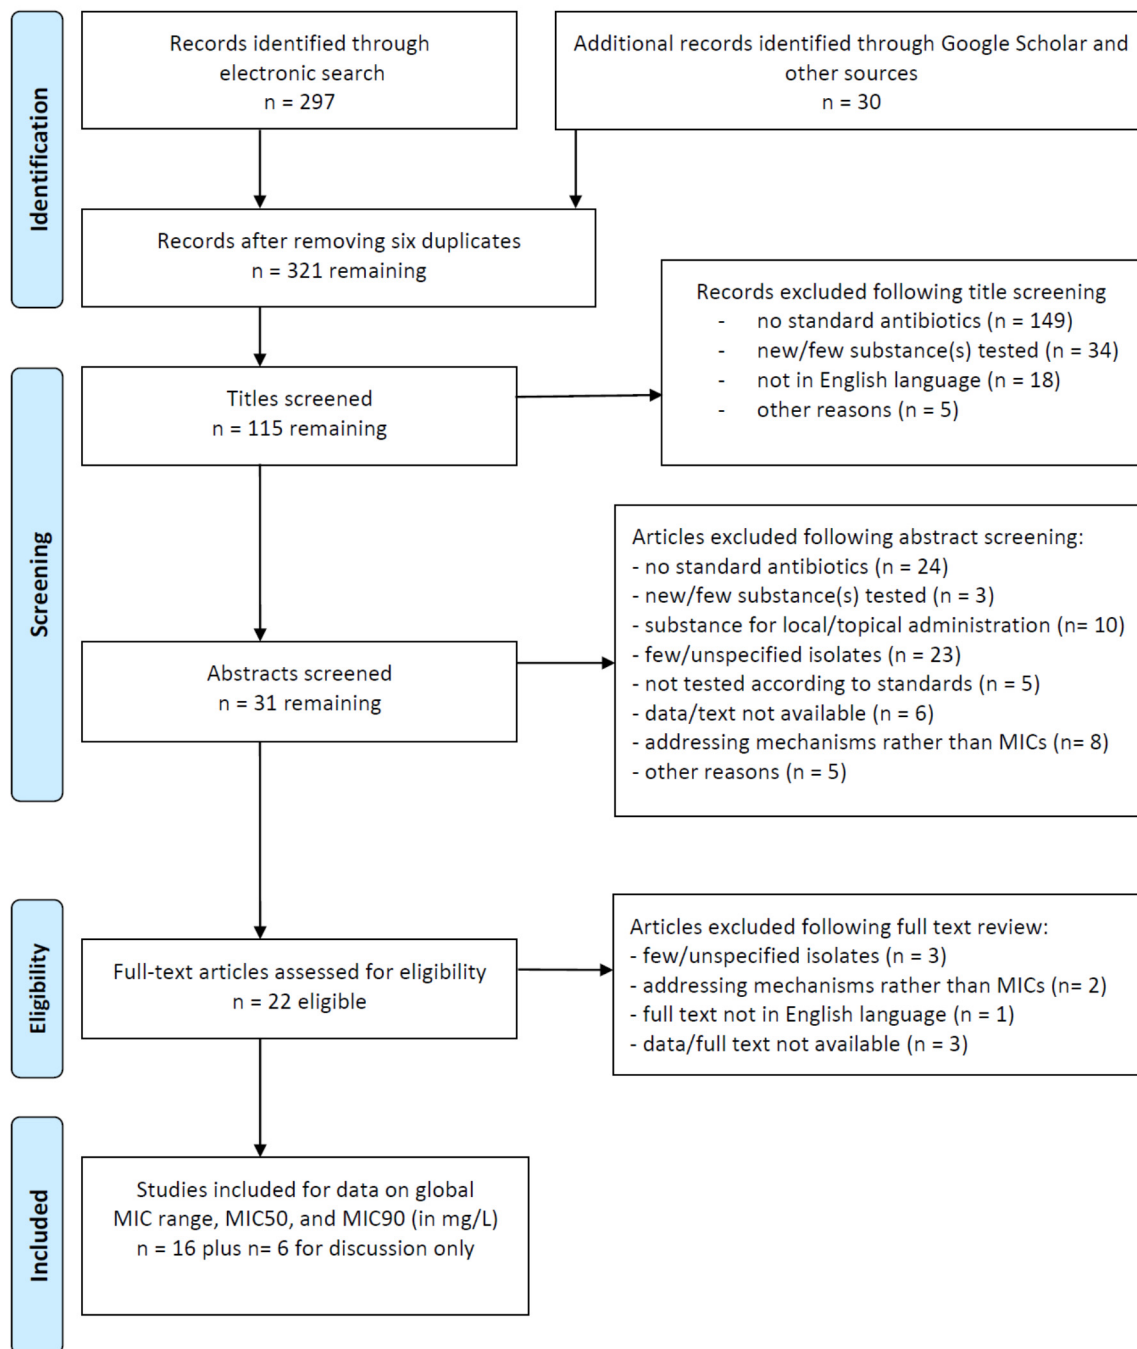 Identification
Records identified through
electronic search
n = 297
Additional records identified through Google Scholar and
other sources
n = 30
Records after removing six duplicates
n = 321 remaining
Records excluded following title screening
- no standard antibiotics (n = 149)
- new/few substance(s) tested (n = 34)
- not in English language (n = 18)
- other reasons (n = 5)
Screening
Titles screened
n = 115 remaining
Articles excluded following abstract screening:
- no standard antibiotics (n = 24)
- new/few substance(s) tested (n = 3)
- substance for local/topical administration (n= 10)
- few/unspecified isolates (n = 23)
- not tested according to standards (n = 5)
- data/text not available (n = 6)
- addressing mechanisms rather than MICs (n= 8)
- other reasons (n = 5)
Abstracts screened
n = 31 remaining
Eligibility
Full-text articles assessed for eligibility
n = 22 eligible
Articles excluded following full text review:
- few/unspecified isolates (n = 3)
- addressing mechanisms rather than MICs (n= 2)
- full text not in English language (n = 1)
- data/full text not available (n = 3)
Included
Studies included for data on global
MIC range, MIC50, and MIC90 (in mg/L)
n = 16 plus n= 6 for discussion only